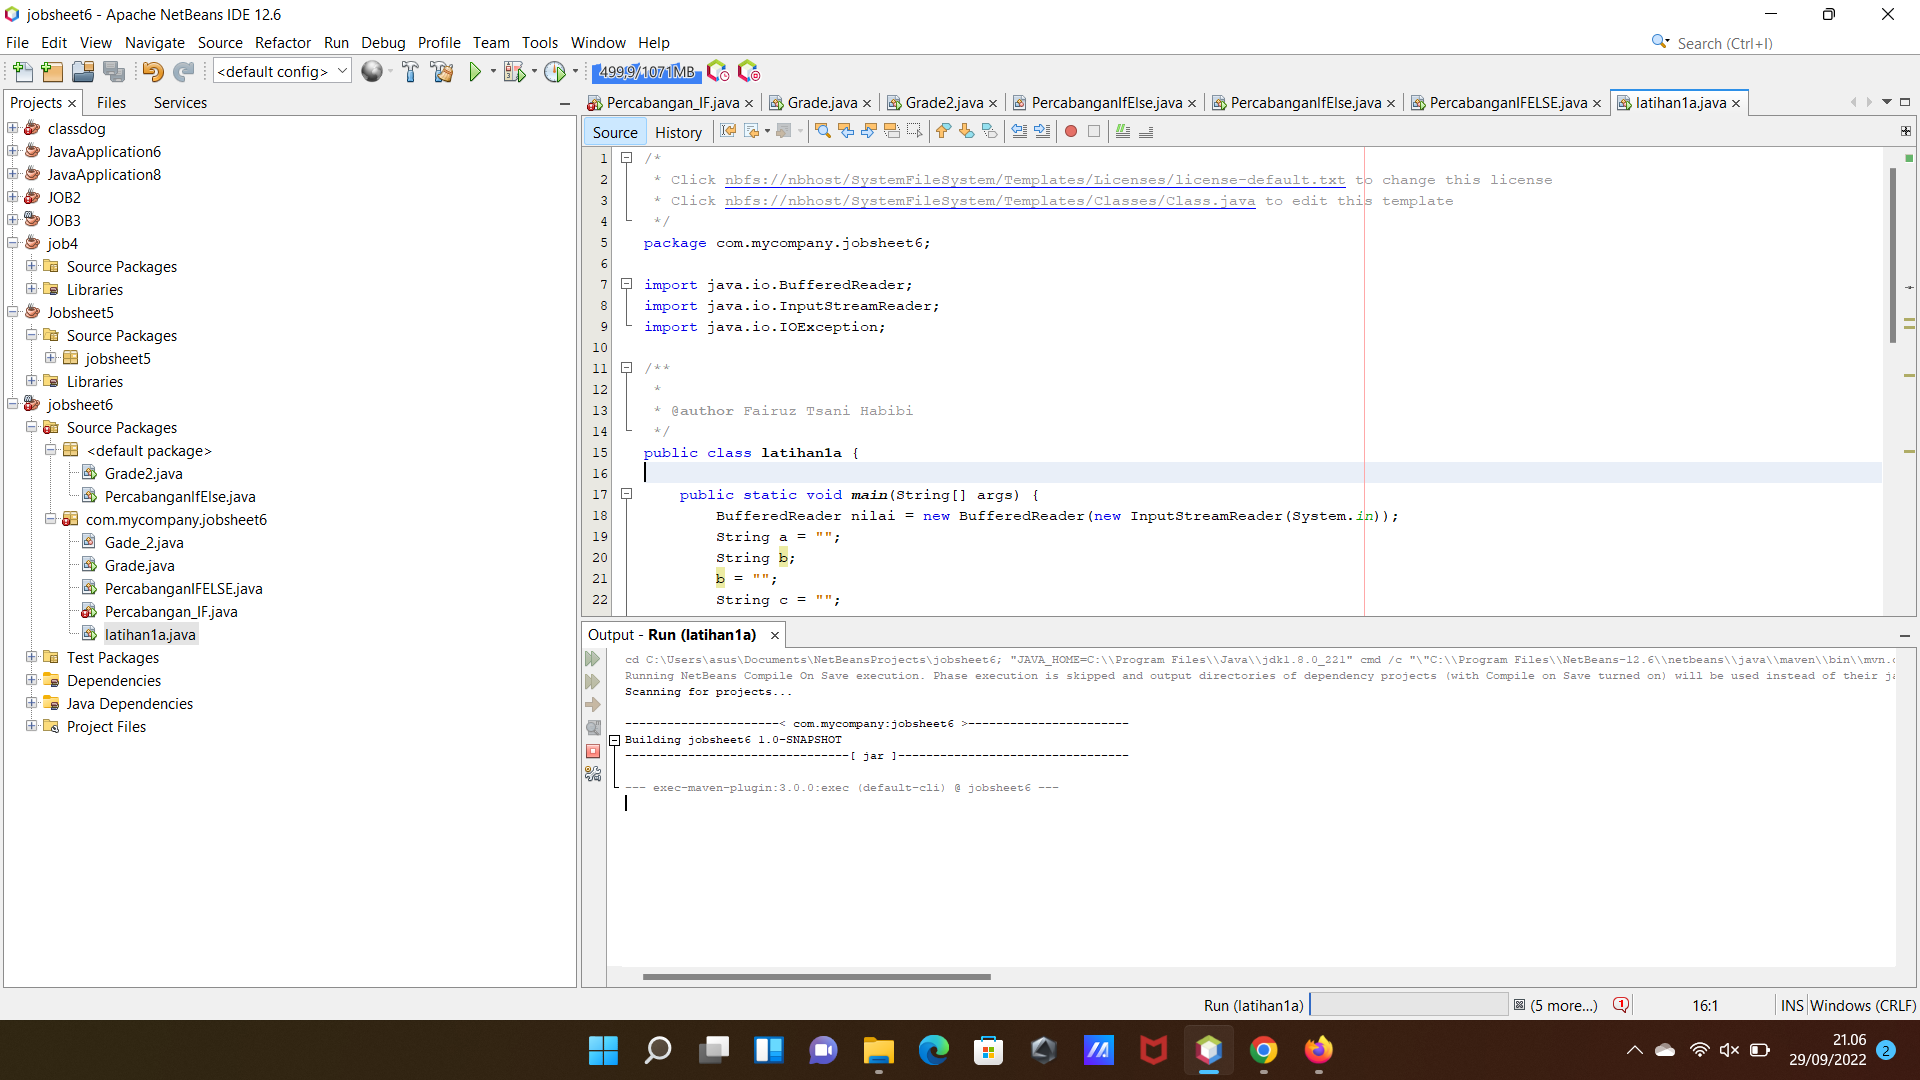 jobsheet6 - Apache NetBeans IDE 12.6
File Edit View Navigate Source Refactor Run Debug Profile Team Tools Window Help
Search (Ctrl+I)
<default config>
499,9/1071MB
Projects Files Services
Percabangan_IF.java Grade.java Grade2.java PercabanganIfElse.java PercabanganIfElse.java PercabanganIFELSE.java latihan1a.java
classdog
JavaApplication6
JavaApplication8
JOB2
JOB3
job4
Source Packages
Libraries
Jobsheet5
Source Packages
jobsheet5
Libraries
jobsheet6
Source Packages
<default package>
Grade2.java
PercabanganIfElse.java
com.mycompany.jobsheet6
Gade_2.java
Grade.java
PercabanganIFELSE.java
Percabangan_IF.java
latihan1a.java
Test Packages
Dependencies
Java Dependencies
Project Files
Source History
1 /*
2 * Click nbfs://nbhost/SystemFileSystem/Templates/Licenses/license-default.txt to change this license
3 * Click nbfs://nbhost/SystemFileSystem/Templates/Classes/Class.java to edit this template
4 */
5 package com.mycompany.jobsheet6;
6
7 import java.io.BufferedReader;
8 import java.io.InputStreamReader;
9 import java.io.IOException;
10
11 /**
12 *
13 * @author Fairuz Tsani Habibi
14 */
15 public class latihan1a {
16
17 public static void main(String[] args) {
18 BufferedReader nilai = new BufferedReader(new InputStreamReader(System.in));
19 String a = "";
20 String b;
21 b = "";
22 String c = "";
Output - Run (latihan1a)
cd C:\Users\asus\Documents\NetBeansProjects\jobsheet6; "JAVA_HOME=C:\\Program Files\\Java\\jdk1.8.0_221" cmd /c "\"C:\\Program Files\\NetBeans-12.6\\netbeans\\java\\maven\\bin\\mvn.c
Running NetBeans Compile On Save execution. Phase execution is skipped and output directories of dependency projects (with Compile on Save turned on) will be used instead of their ja
Scanning for projects...
----------------------< com.mycompany:jobsheet6 >-----------------------
Building jobsheet6 1.0-SNAPSHOT
--------------------------------[ jar ]---------------------------------
--- exec-maven-plugin:3.0.0:exec (default-cli) @ jobsheet6 ---
Run (latihan1a) (5 more...) 1 16:1 INS Windows (CRLF)
21.06
29/09/2022
2